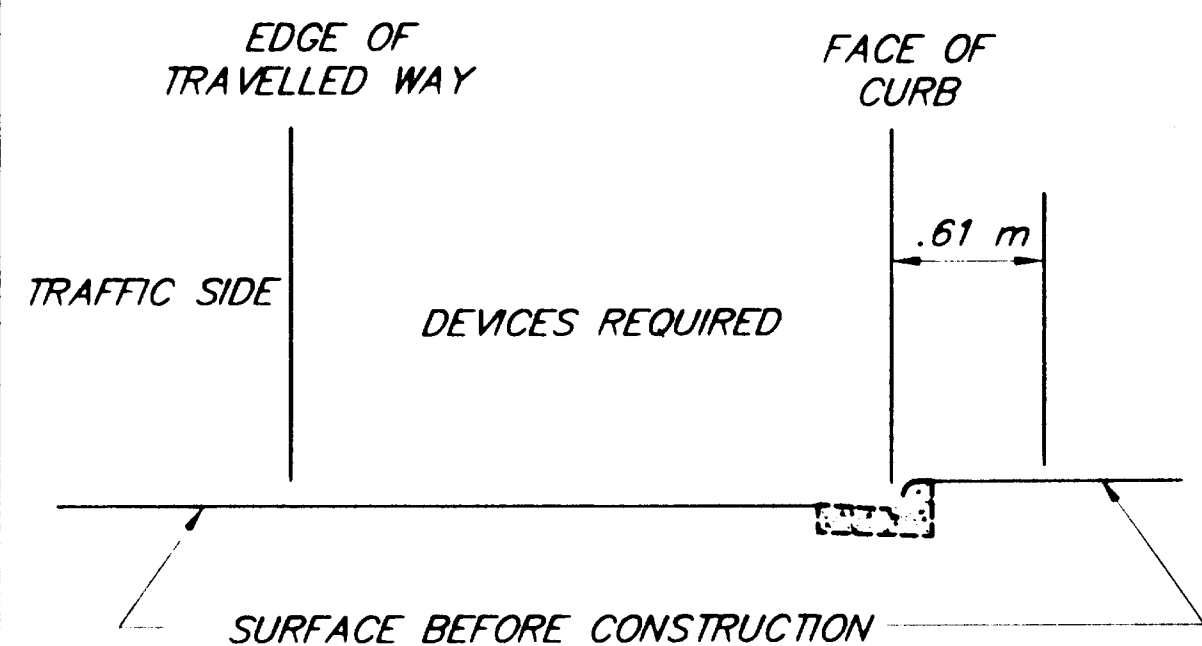 EDGE OF
TRAVELLED WAY
FACE OF
CURB
.61 m
TRAFFIC SIDE
DEVICES REQUIRED
SURFACE BEFORE CONSTRUCTION